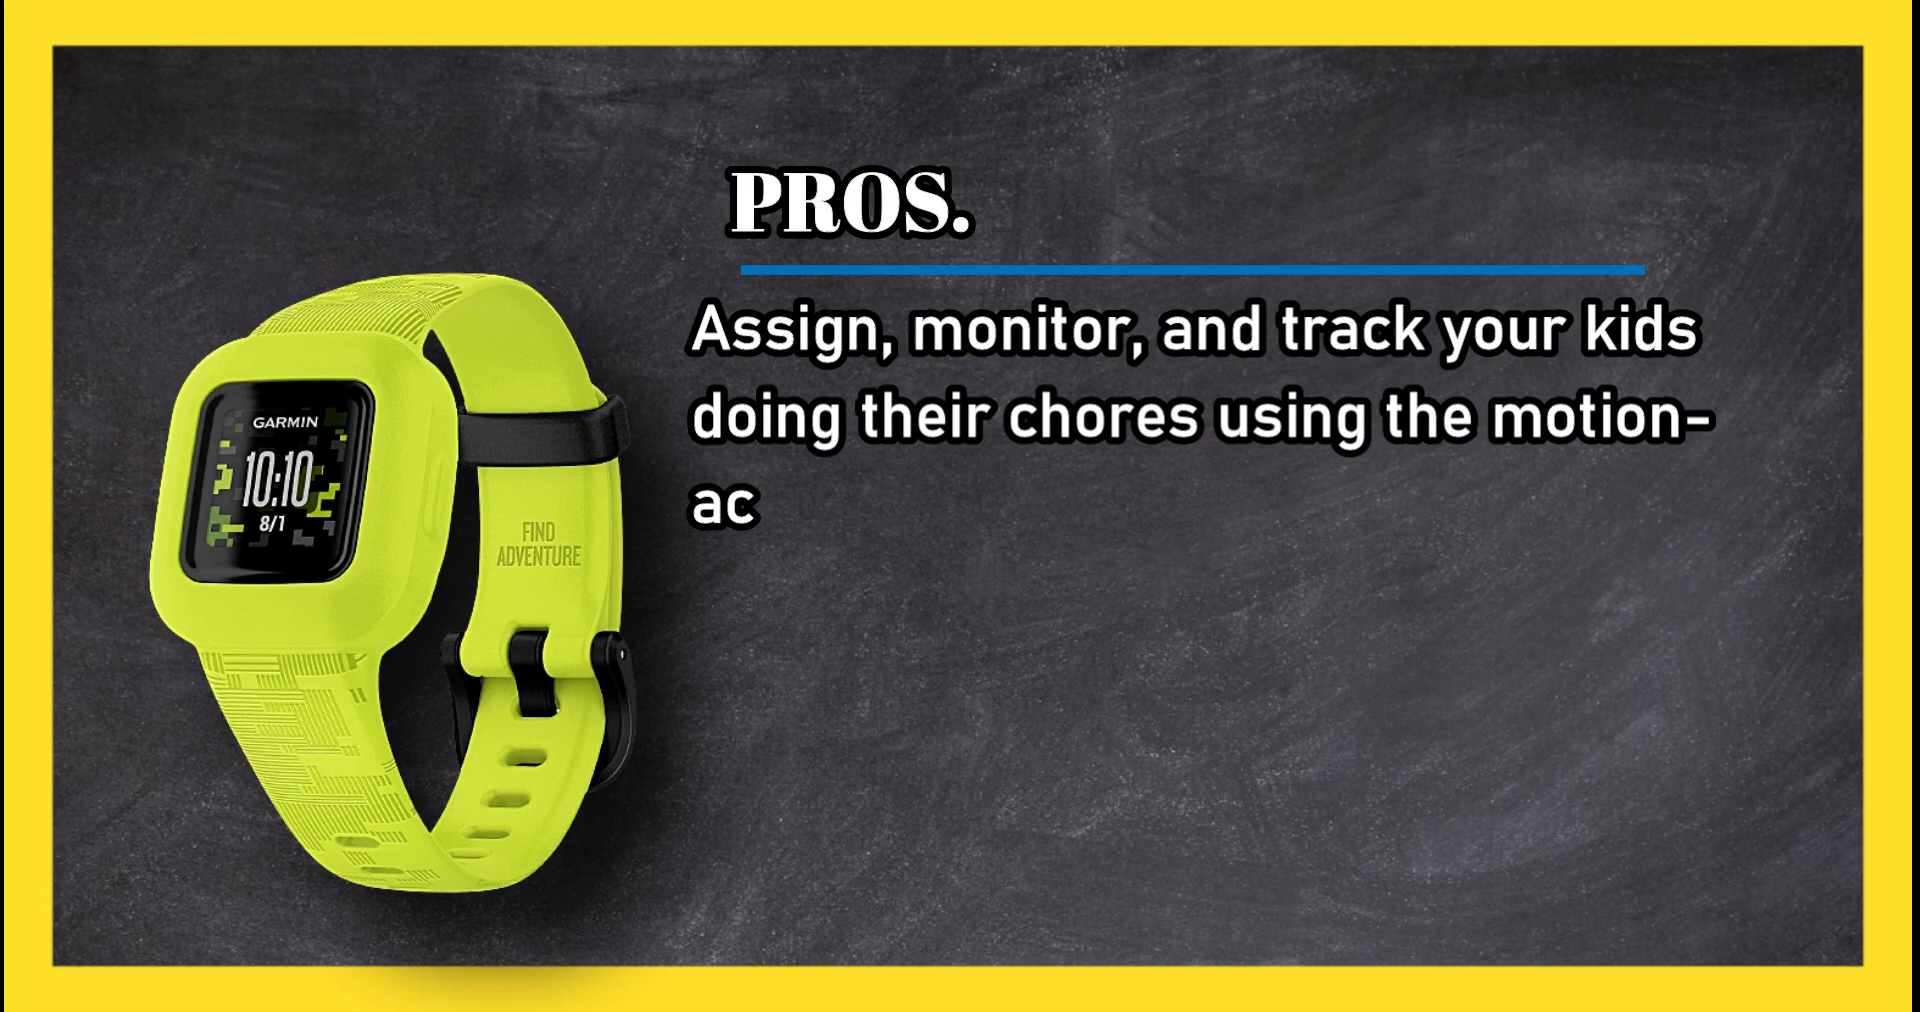 PROS.
Assign, monitor, and track your kids
doing their chores using the motion-
ac
GARMIN
10:10
8/1
FIND
ADVENTURE